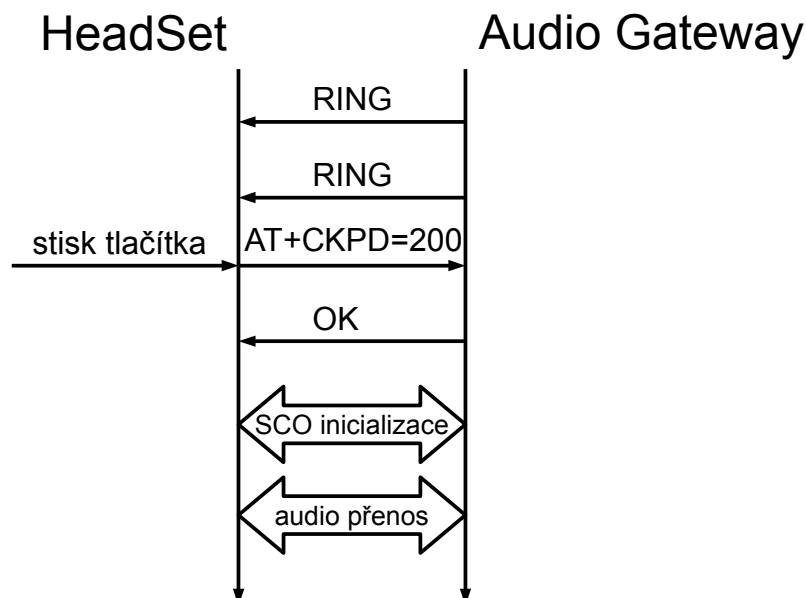 HeadSet
Audio Gateway
RING
RING
stisk tlačítka
AT+CKPD=200
OK
SCO inicializace
audio přenos